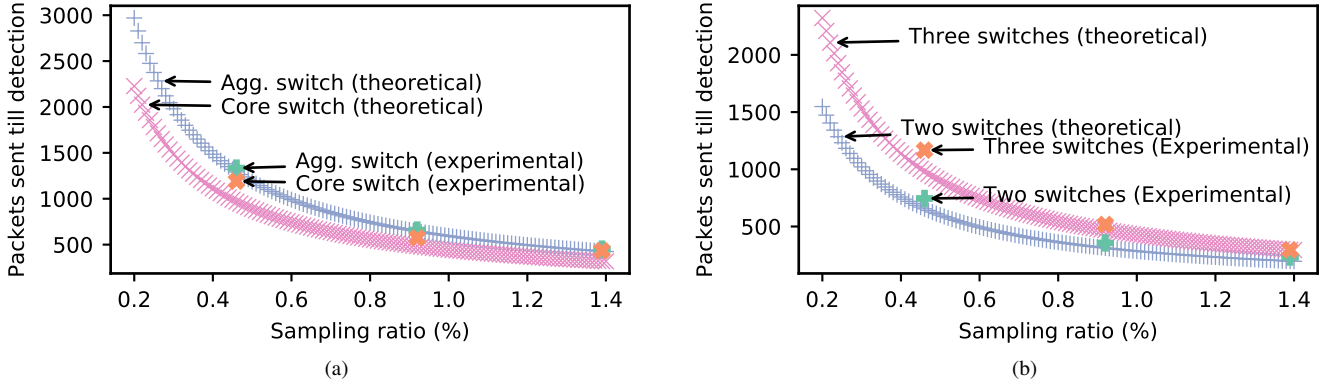 Packets sent till detection
3000
2500
2000
1500
1000
500
Agg. switch (theoretical)
Core switch (theoretical)
Agg. switch (experimental)
Core switch (experimental)
0.2 0.4 0.6 0.8 1.0 1.2 1.4
Sampling ratio (%)
(a)
Packets sent till detection
2000
1500
1000
500
Three switches (theoretical)
Two switches (theoretical)
Three switches (Experimental)
Two switches (Experimental)
0.2 0.4 0.6 0.8 1.0 1.2 1.4
Sampling ratio (%)
(b)